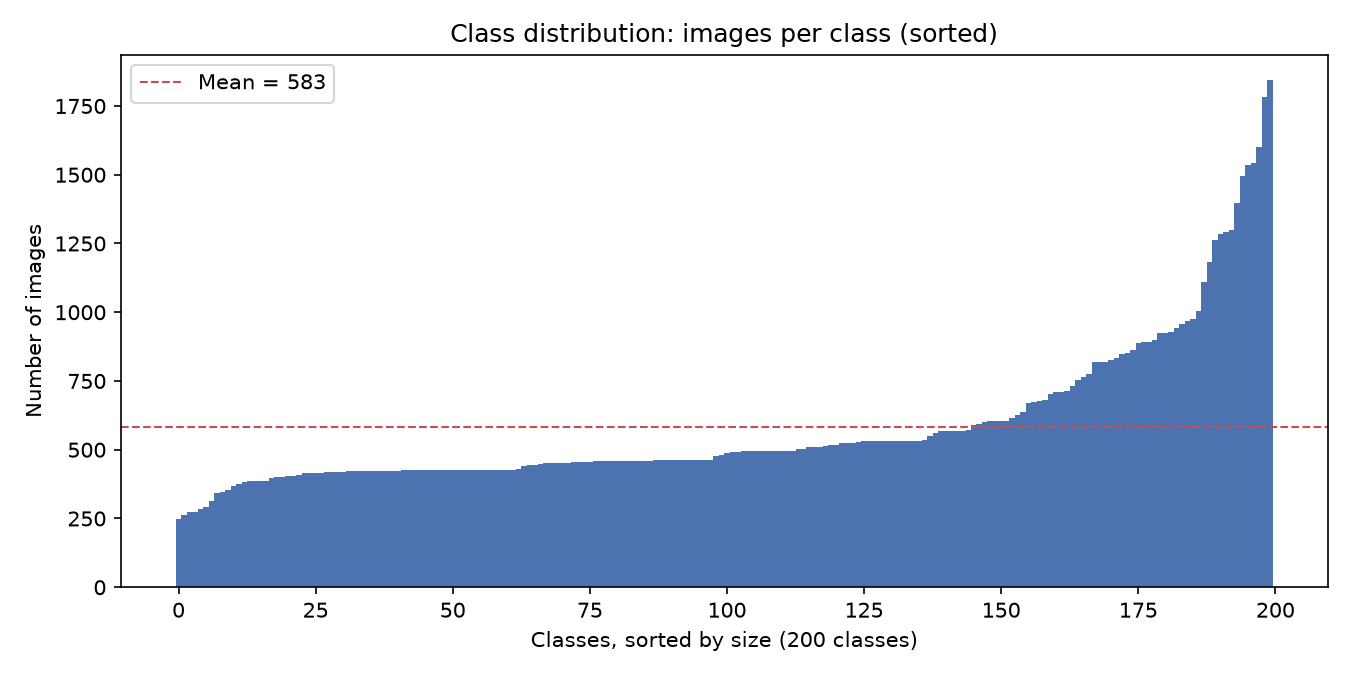 Class distribution: images per class (sorted)
Mean = 583
Number of images
1750
1500
1250
1000
750
500
250
0
0 25 50 75 100 125 150 175 200
Classes, sorted by size (200 classes)